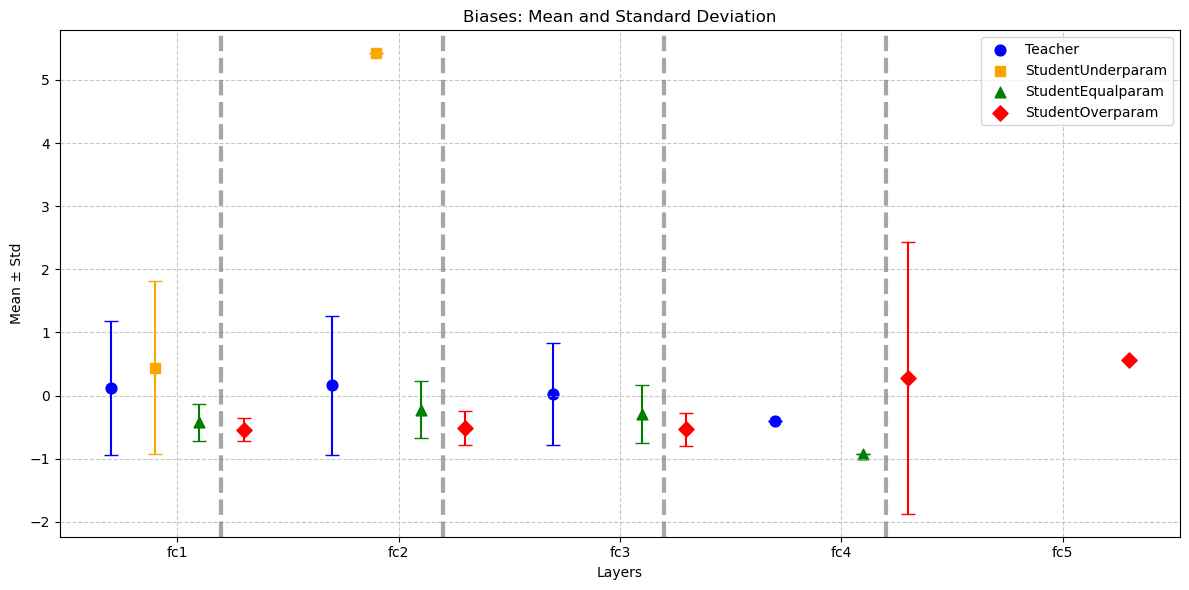 Biases: Mean and Standard Deviation
Teacher
StudentUnderparam
StudentEqualparam
StudentOverparam
Mean ± Std
5
4
3
2
1
0
−1
−2
fc1 fc2 fc3 fc4 fc5
Layers